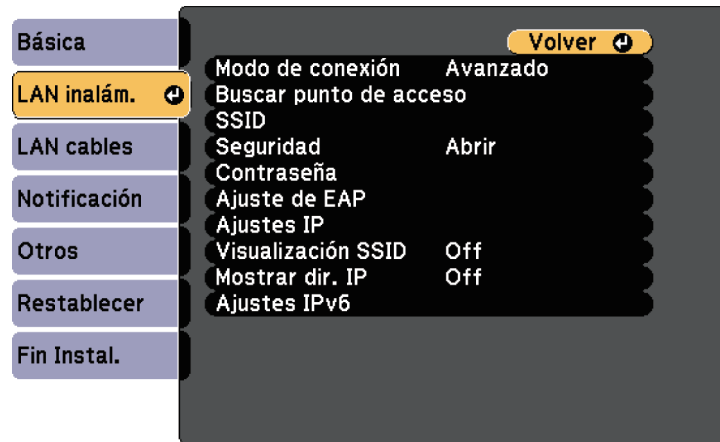 Básica
LAN inalám.
LAN cables
Notificación
Otros
Restablecer
Fin Instal.
Volver
Modo de conexión Avanzado
Buscar punto de acceso
SSID
Seguridad Abrir
Contraseña
Ajuste de EAP
Ajustes IP
Visualización SSID Off
Mostrar dir. IP Off
Ajustes IPv6